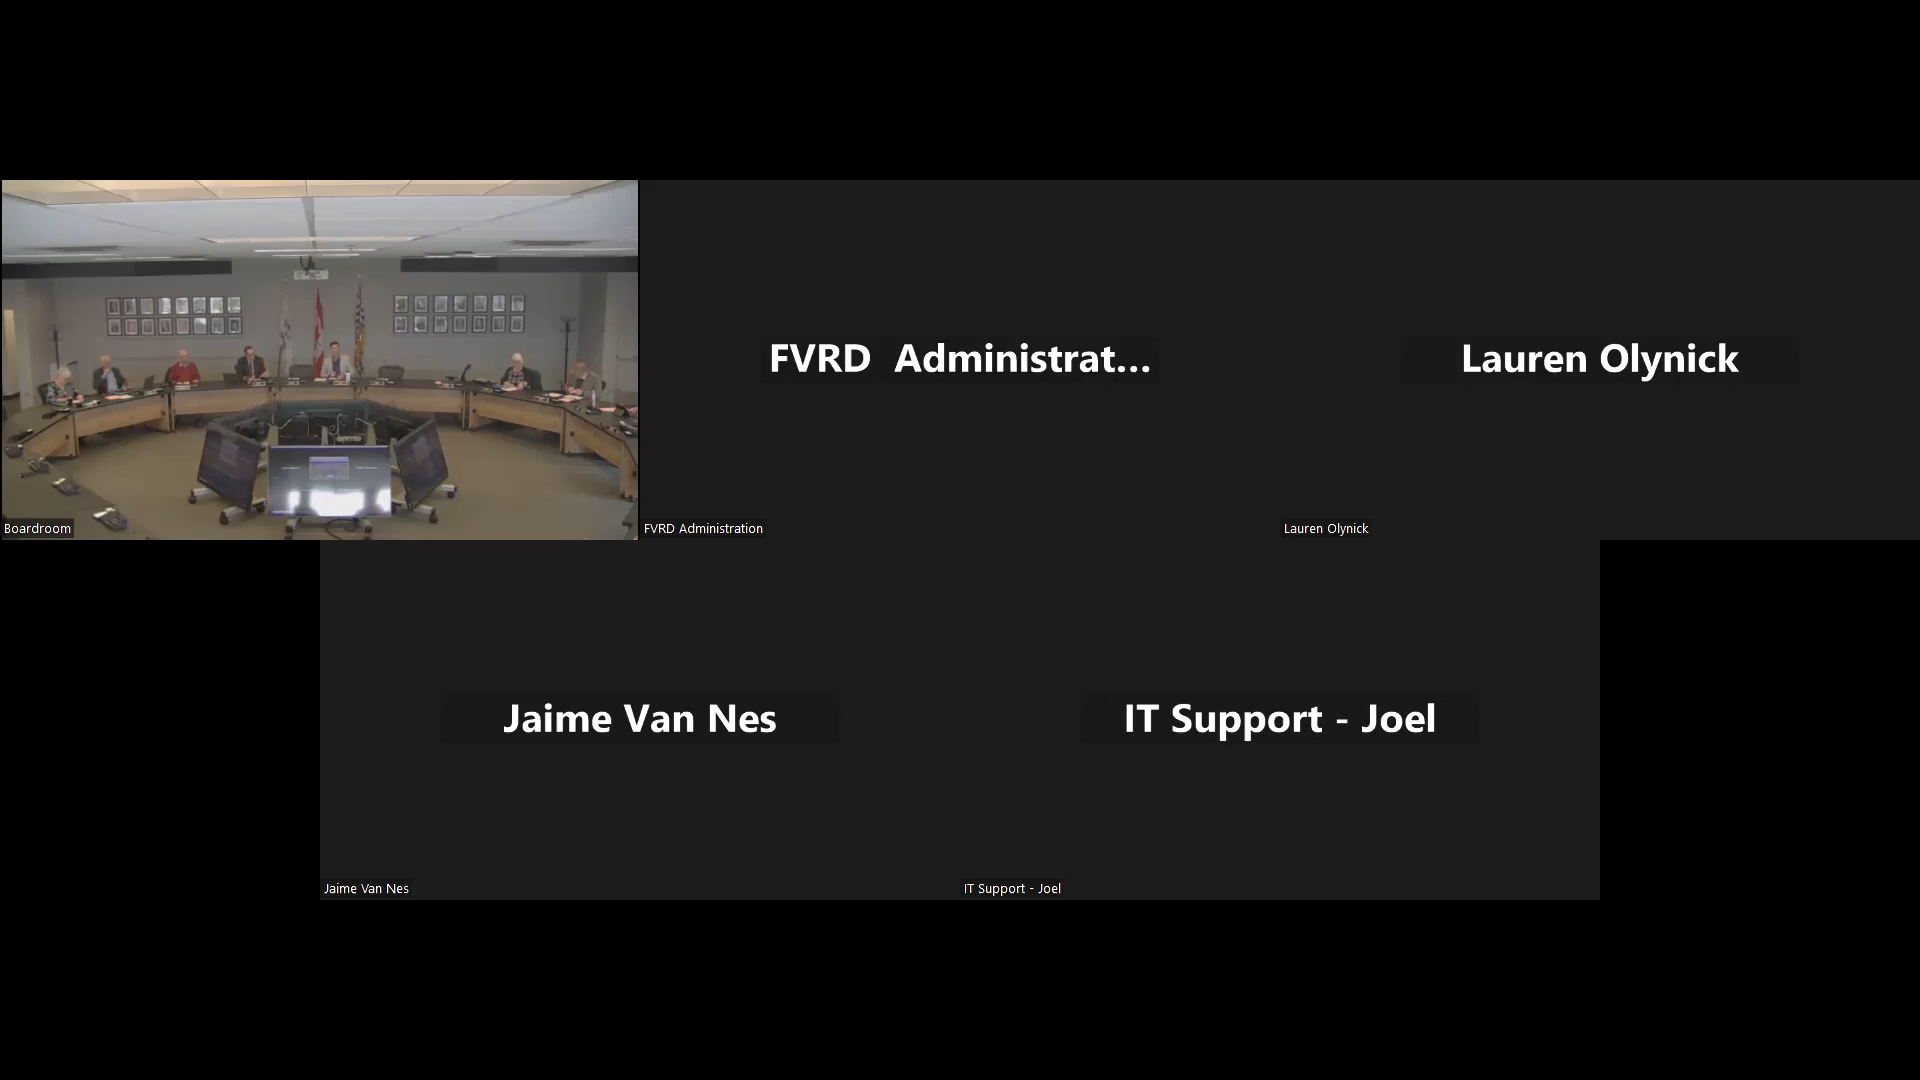 FVRD Administrat...
Lauren Olynick
Boardroom
FVRD Administration
Lauren Olynick
Jaime Van Nes
IT Support - Joel
Jaime Van Nes
IT Support - Joel